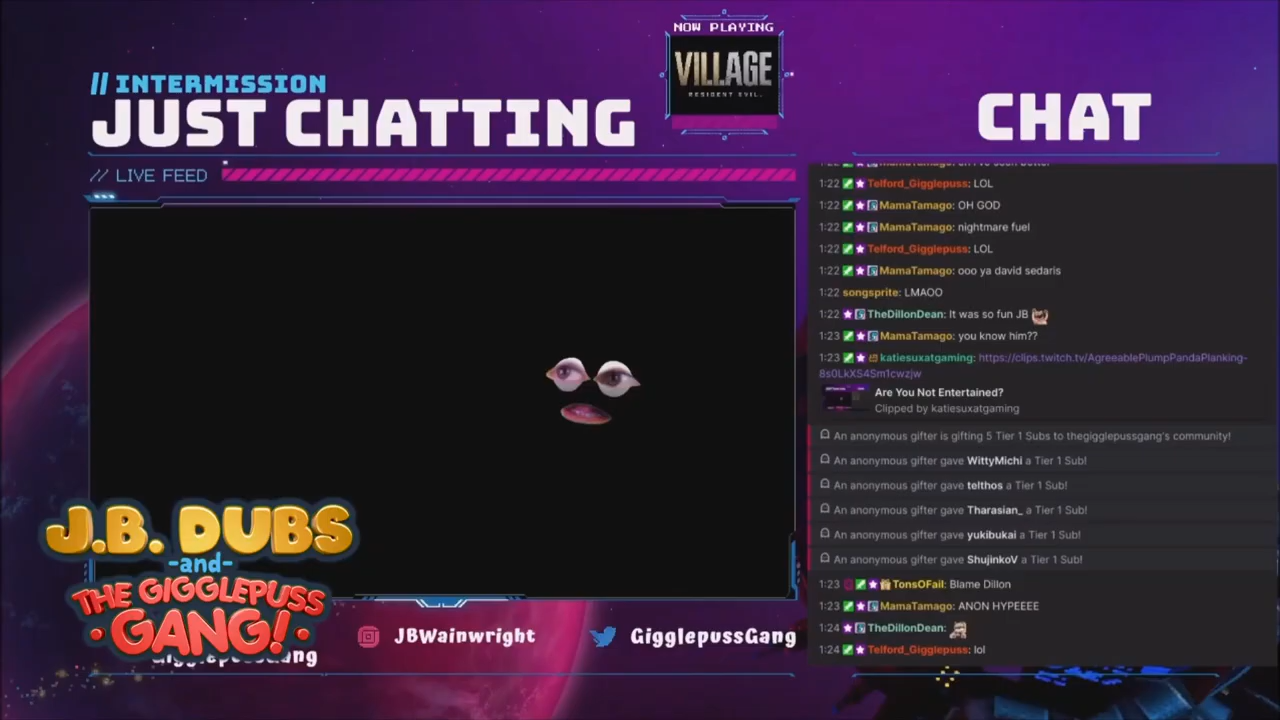 NOW PLAYING
VILLAGE
RESIDENT EVIL.
// INTERMISSION
JUST CHATTING
CHAT
// LIVE FEED
1:22 Telford_Gigglepuss: LOL
1:22 MamaTamago: OH GOD
1:22 MamaTamago: nightmare fuel
1:22 Telford_Gigglepuss: LOL
1:22 MamaTamago: ooo ya david sedaris
1:22 songsprite: LMAOO
1:22 TheDillonDean: It was so fun JB
1:23 MamaTamago: you know him??
1:23 katiesuxatgaming: https://clips.twitch.tv/AgreeablePlumpPandaPlanking-
8s0LkXS4Sm1cwzjw
Are You Not Entertained?
Clipped by katiesuxatgaming
An anonymous gifter is gifting 5 Tier 1 Subs to thegigglepussgang's community!
An anonymous gifter gave WittyMichi a Tier 1 Sub!
An anonymous gifter gave telthos a Tier 1 Sub!
An anonymous gifter gave Tharasian_ a Tier 1 Sub!
An anonymous gifter gave yukibukai a Tier 1 Sub!
An anonymous gifter gave ShujinkoV a Tier 1 Sub!
1:23 TonsOfFail: Blame Dillon
1:23 MamaTamago: ANON HYPEEEE
1:24 TheDillonDean:
1:24 Telford_Gigglepuss: lol
J.B. DUBS
-and-
THE GIGGLEPUSS
GANG!
GigglepussGang
JBWainwright
GigglepussGang